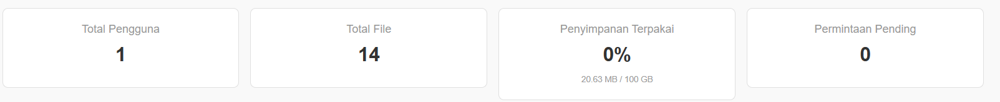 Total Pengguna
1
Total File
14
Penyimpanan Terpakai
0%
20.63 MB / 100 GB
Permintaan Pending
0